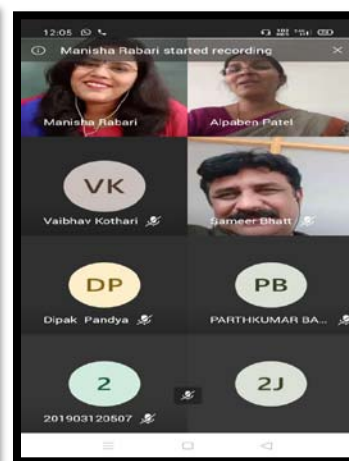 12:05
Manisha Rabari started recording
Manisha Rabari
Alpaben Patel
VK
Vaibhav Kothari
Sameer Bhatt
DP
PB
Dipak Pandya
PARTHKUMAR BA...
2
2J
201903120507